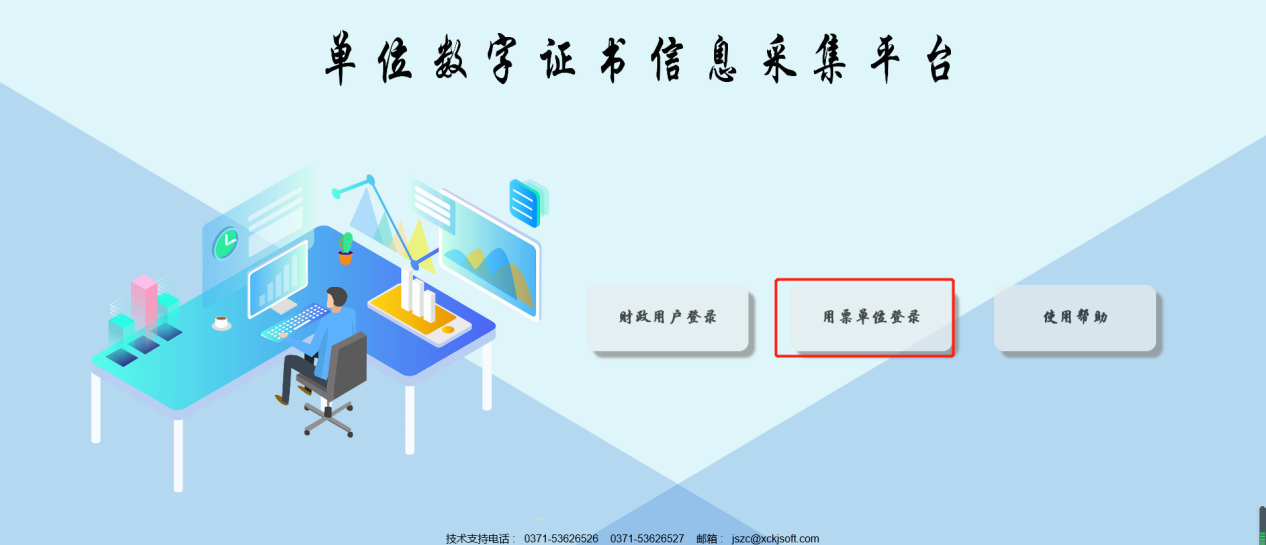 单位数字证书信息采集平台
财政用户登录
用票单位登录
使用帮助
技术支持电话： 0371-53626526 0371-53626527 邮箱： jszc@xckjsoft.com